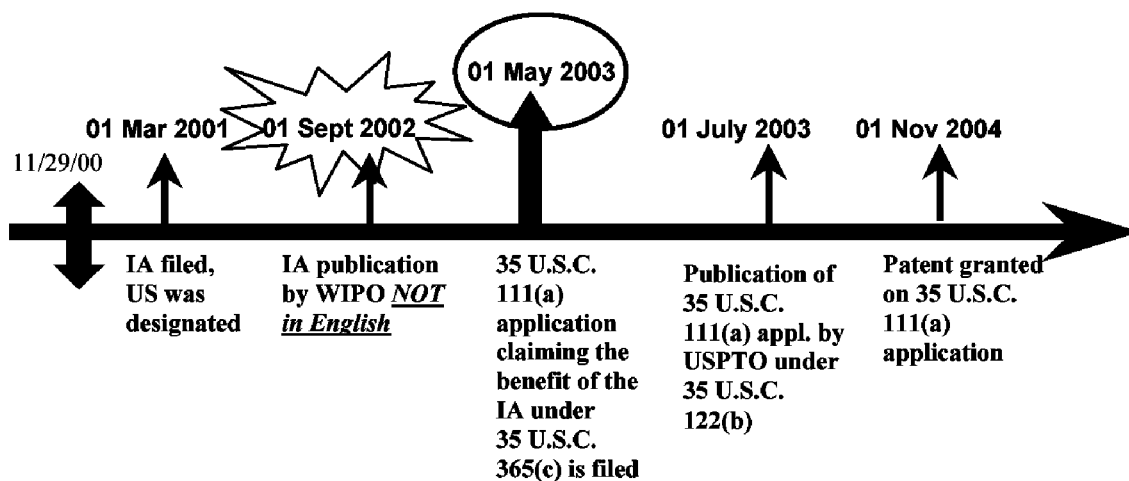 01 May 2003
01 Mar 2001
01 Sept 2002
01 July 2003
01 Nov 2004
11/29/00
IA filed,
US was
designated
IA publication
by WIPO NOT
in English
35 U.S.C.
111(a)
application
claiming the
benefit of the
IA under
35 U.S.C.
365(c) is filed
Publication of
35 U.S.C.
111(a) appl. by
USPTO under
35 U.S.C.
122(b)
Patent granted
on 35 U.S.C.
111(a)
application